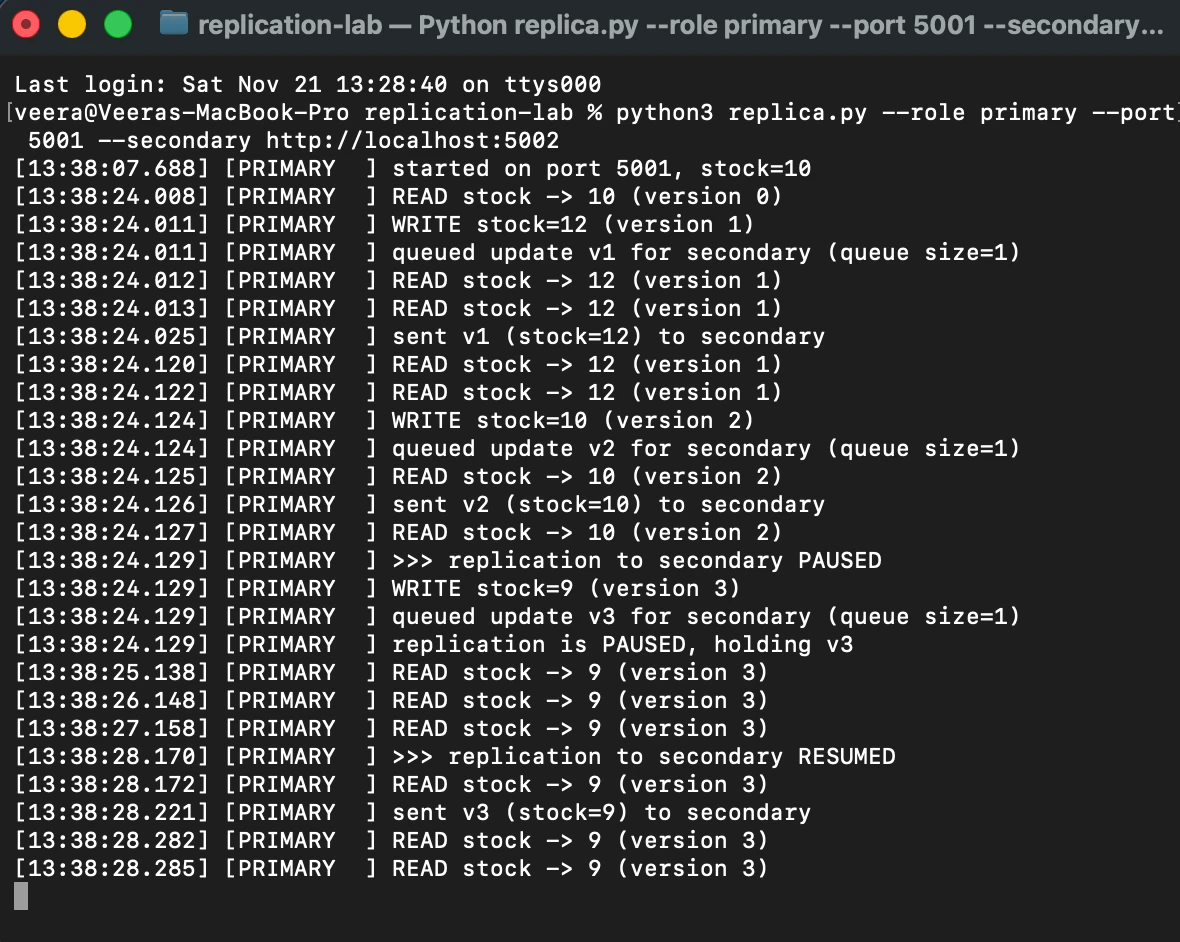 replication-lab — Python replica.py --role primary --port 5001 --secondary...
Last login: Sat Nov 21 13:28:40 on ttys000
[veera@Veeras-MacBook-Pro replication-lab % python3 replica.py --role primary --port]
 5001 --secondary http://localhost:5002
[13:38:07.688] [PRIMARY  ] started on port 5001, stock=10
[13:38:24.008] [PRIMARY  ] READ stock -> 10 (version 0)
[13:38:24.011] [PRIMARY  ] WRITE stock=12 (version 1)
[13:38:24.011] [PRIMARY  ] queued update v1 for secondary (queue size=1)
[13:38:24.012] [PRIMARY  ] READ stock -> 12 (version 1)
[13:38:24.013] [PRIMARY  ] READ stock -> 12 (version 1)
[13:38:24.025] [PRIMARY  ] sent v1 (stock=12) to secondary
[13:38:24.120] [PRIMARY  ] READ stock -> 12 (version 1)
[13:38:24.122] [PRIMARY  ] READ stock -> 12 (version 1)
[13:38:24.124] [PRIMARY  ] WRITE stock=10 (version 2)
[13:38:24.124] [PRIMARY  ] queued update v2 for secondary (queue size=1)
[13:38:24.125] [PRIMARY  ] READ stock -> 10 (version 2)
[13:38:24.126] [PRIMARY  ] sent v2 (stock=10) to secondary
[13:38:24.127] [PRIMARY  ] READ stock -> 10 (version 2)
[13:38:24.129] [PRIMARY  ] >>> replication to secondary PAUSED
[13:38:24.129] [PRIMARY  ] WRITE stock=9 (version 3)
[13:38:24.129] [PRIMARY  ] queued update v3 for secondary (queue size=1)
[13:38:24.129] [PRIMARY  ] replication is PAUSED, holding v3
[13:38:25.138] [PRIMARY  ] READ stock -> 9 (version 3)
[13:38:26.148] [PRIMARY  ] READ stock -> 9 (version 3)
[13:38:27.158] [PRIMARY  ] READ stock -> 9 (version 3)
[13:38:28.170] [PRIMARY  ] >>> replication to secondary RESUMED
[13:38:28.172] [PRIMARY  ] READ stock -> 9 (version 3)
[13:38:28.221] [PRIMARY  ] sent v3 (stock=9) to secondary
[13:38:28.282] [PRIMARY  ] READ stock -> 9 (version 3)
[13:38:28.285] [PRIMARY  ] READ stock -> 9 (version 3)